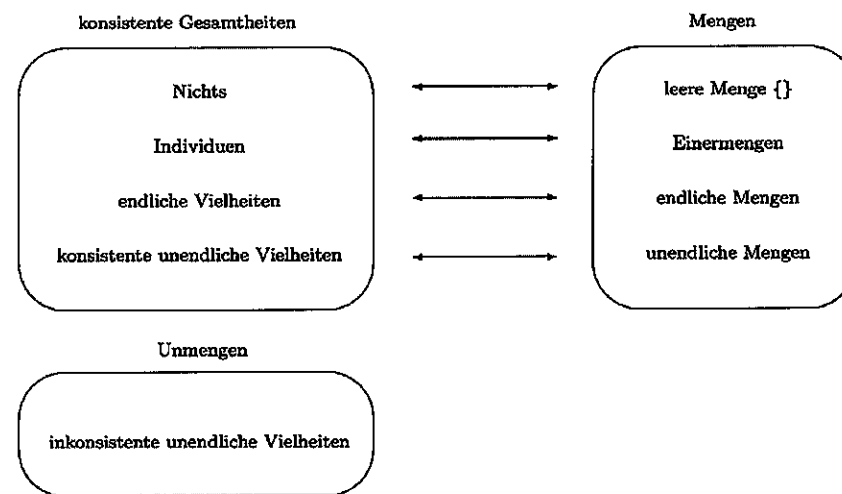 konsistente Gesamtheiten
Mengen
Nichts
leere Menge {}
Individuen
Einermengen
endliche Vielheiten
endliche Mengen
konsistente unendliche Vielheiten
unendliche Mengen
Unmengen
inkonsistente unendliche Vielheiten